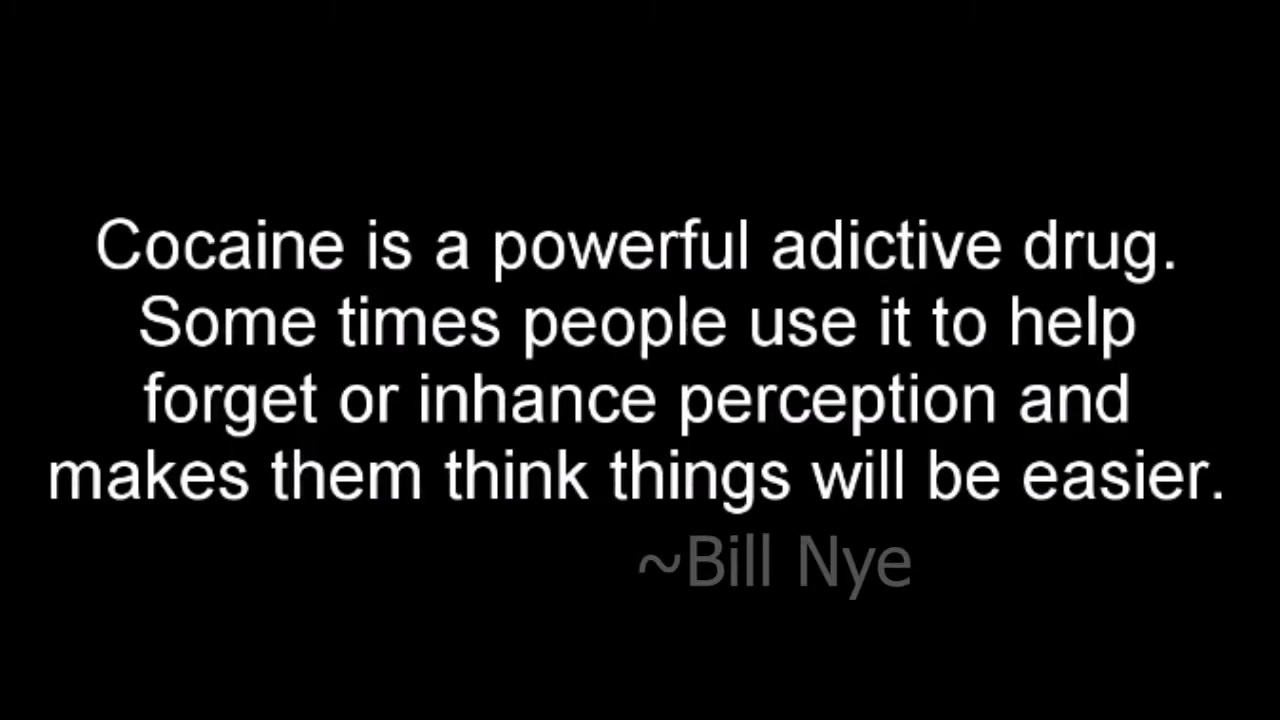 Cocaine is a powerful adictive drug.
Some times people use it to help
forget or inhance perception and
makes them think things will be easier.
~Bill Nye